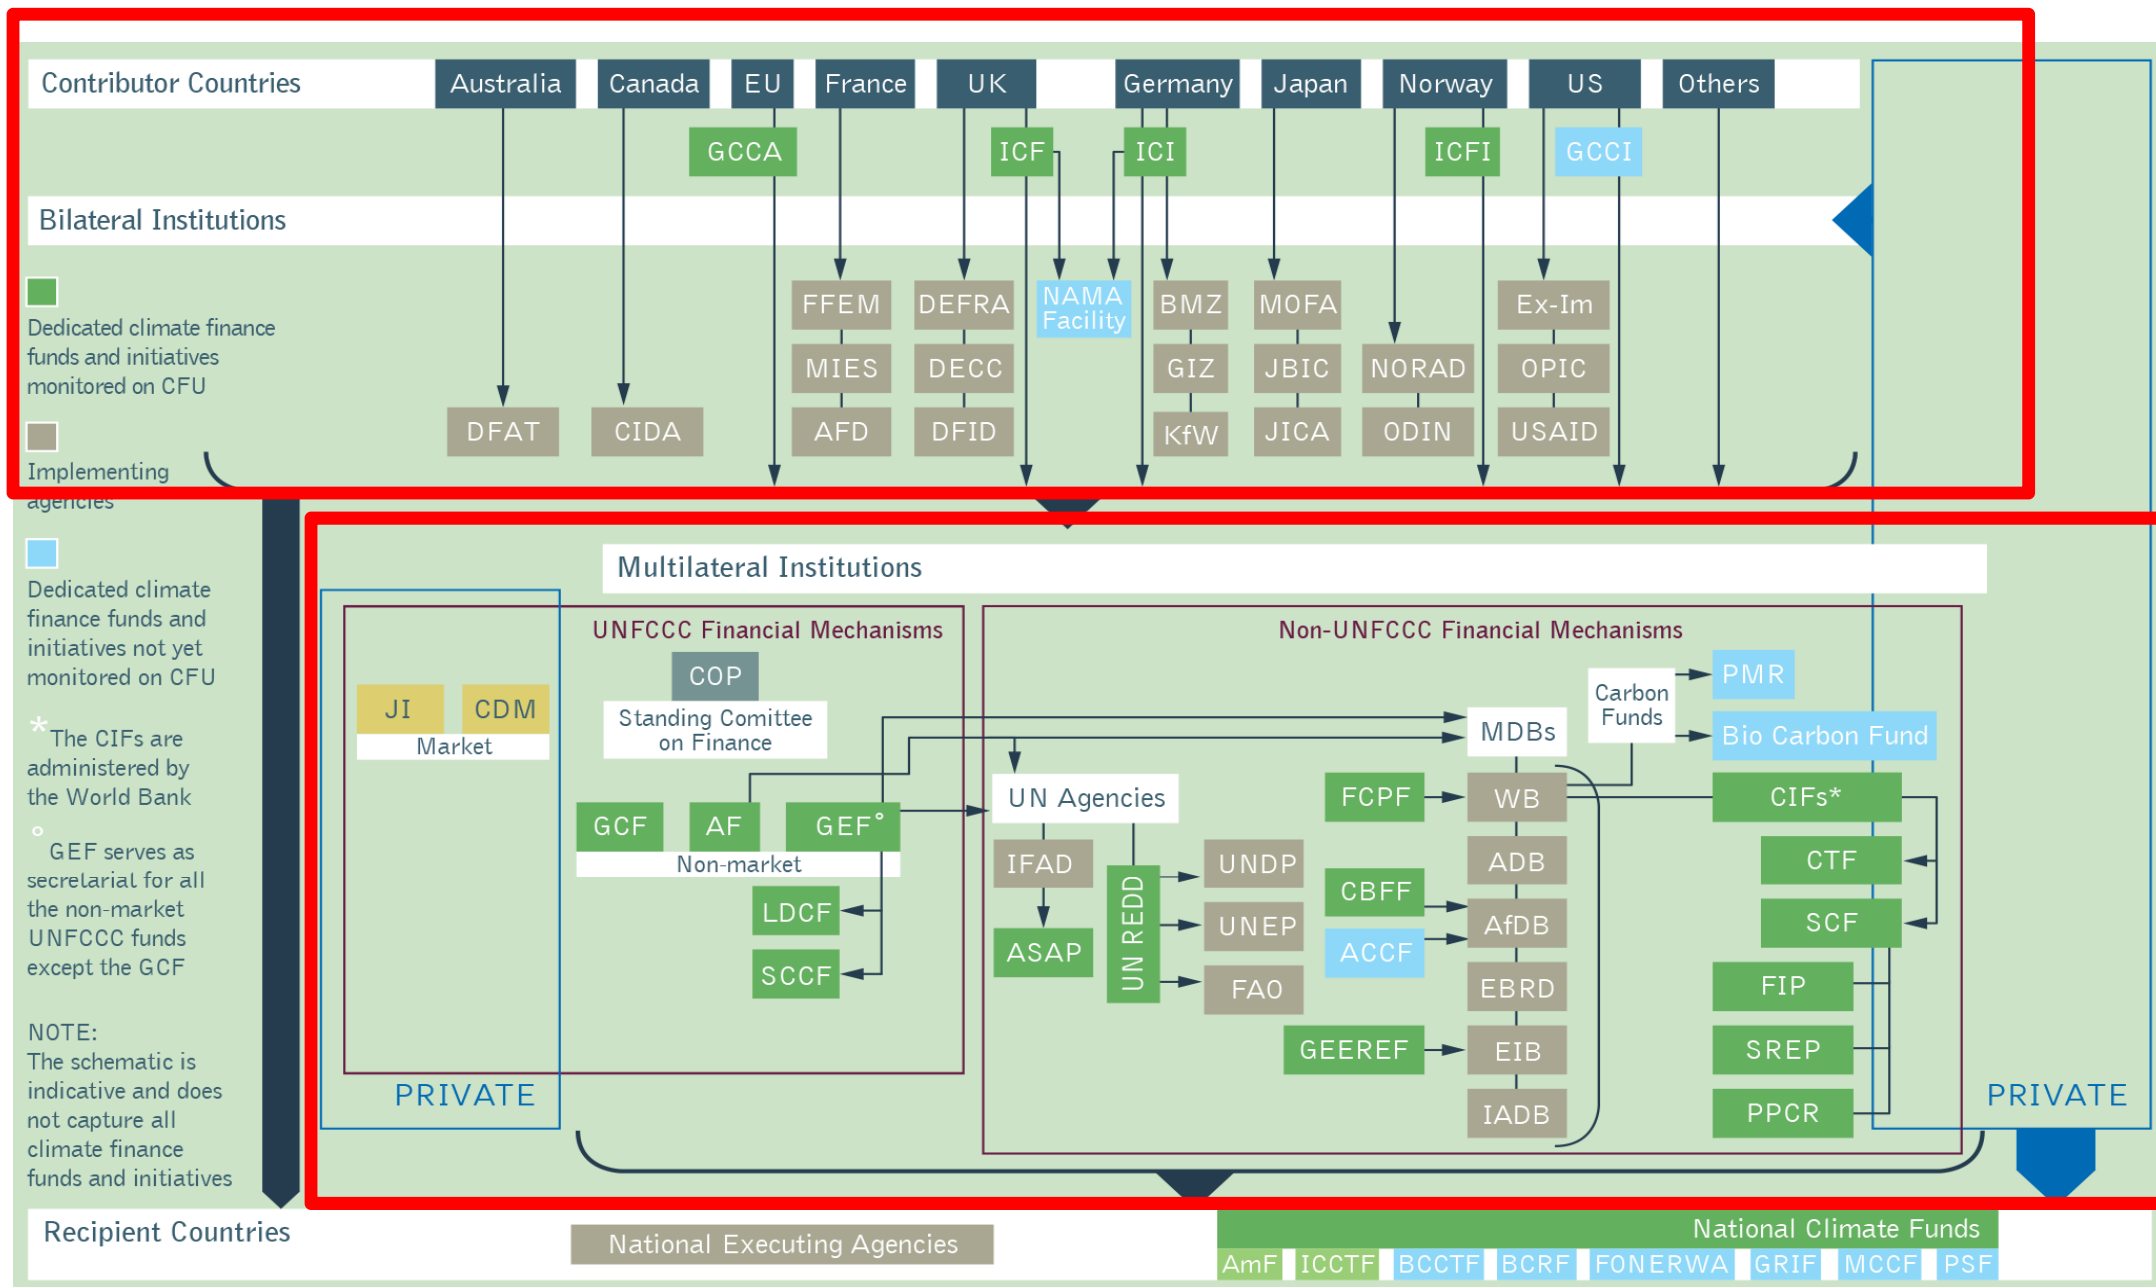 Contributor Countries
Australia
Canada
EU
France
UK
Germany
Japan
Norway
US
Others
GCCA
ICF
ICI
ICFI
GCCI
Bilateral Institutions
FFEM
DEFRA
NAMA
Facility
BMZ
MOFA
Ex-Im
MIES
DECC
GIZ
JBIC
NORAD
OPIC
DFAT
CIDA
AFD
DFID
KfW
JICA
ODIN
USAID
Dedicated climate finance
funds and initiatives
monitored on CFU
Implementing
agencies
Dedicated climate
finance funds and
initiatives not yet
monitored on CFU
*The CIFs are
administered by
the World Bank
° GEF serves as
secretariat for all
the non-market
UNFCCC funds
except the GCF
NOTE:
The schematic is
indicative and does
not capture all
climate finance
funds and initiatives
Multilateral Institutions
UNFCCC Financial Mechanisms
COP
Standing Comittee
on Finance
JI
CDM
Market
GCF
AF
GEF°
Non-market
LDCF
SCCF
PRIVATE
Non-UNFCCC Financial Mechanisms
UN Agencies
IFAD
ASAP
UN REDD
UNDP
UNEP
FAO
FCPF
CBFF
ACCF
GEEREF
MDBs
WB
ADB
AfDB
EBRD
EIB
IADB
Carbon
Funds
PMR
Bio Carbon Fund
CIFs*
CTF
SCF
FIP
SREP
PPCR
PRIVATE
Recipient Countries
National Executing Agencies
National Climate Funds
AmF
ICCTF
BCCTF
BCRF
FONERWA
GRIF
MCCF
PSF